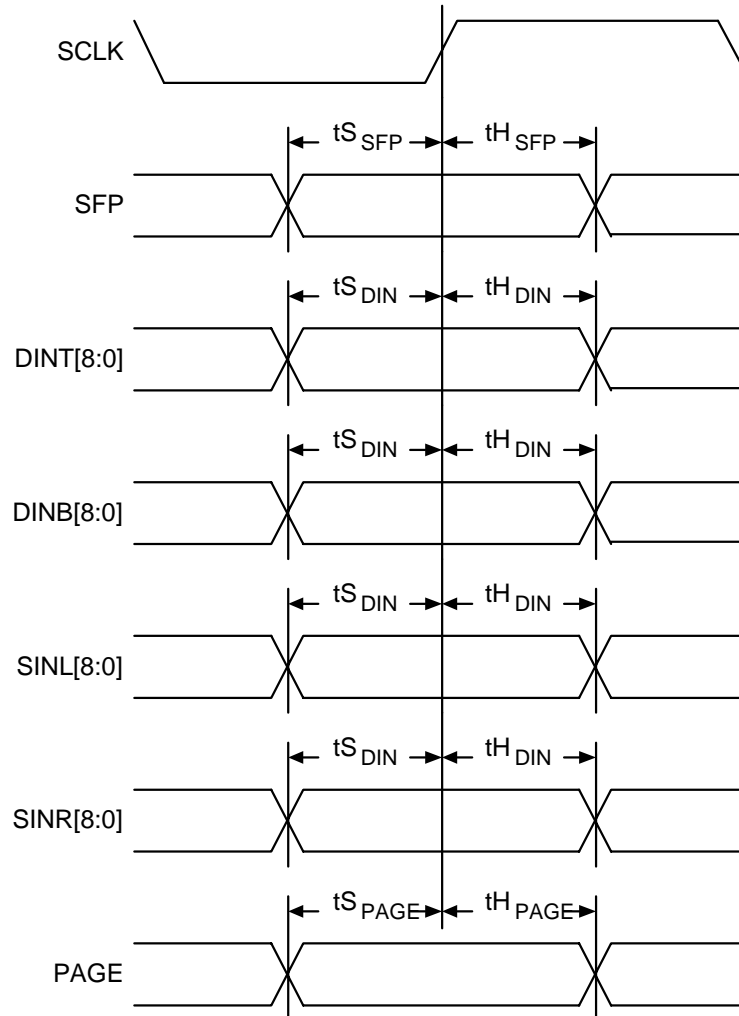 SCLK
tS SFP tH SFP
SFP
tS DIN tH DIN
DINT[8:0]
tS DIN tH DIN
DINB[8:0]
tS DIN tH DIN
SINL[8:0]
tS DIN tH DIN
SINR[8:0]
tS PAGE tH PAGE
PAGE